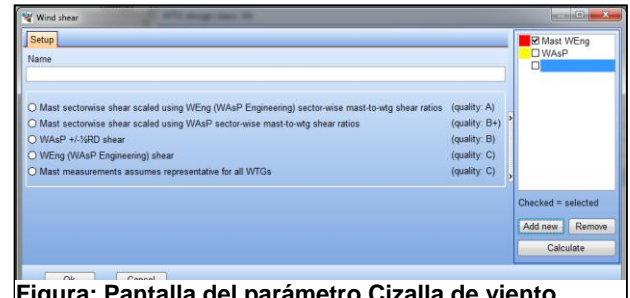 Wind shear
Setup
Name
Mast sectorwise shear scaled using WEng (WAsP Engineering) sector-wise mast-to-wtg shear ratios (quality: A)
Mast sectorwise shear scaled using WAsP sector-wise mast-to-wtg shear ratios (quality: B+)
WAsP +/-½RD shear (quality: B)
WEng (WAsP Engineering) shear (quality: C)
Mast measurements assumes representative for all WTGs (quality: C)
Mast WEng
WAsP
Checked = selected
Add new Remove
Calculate
Ok Cancel
Figura: Pantalla del parámetro Cizalla de viento